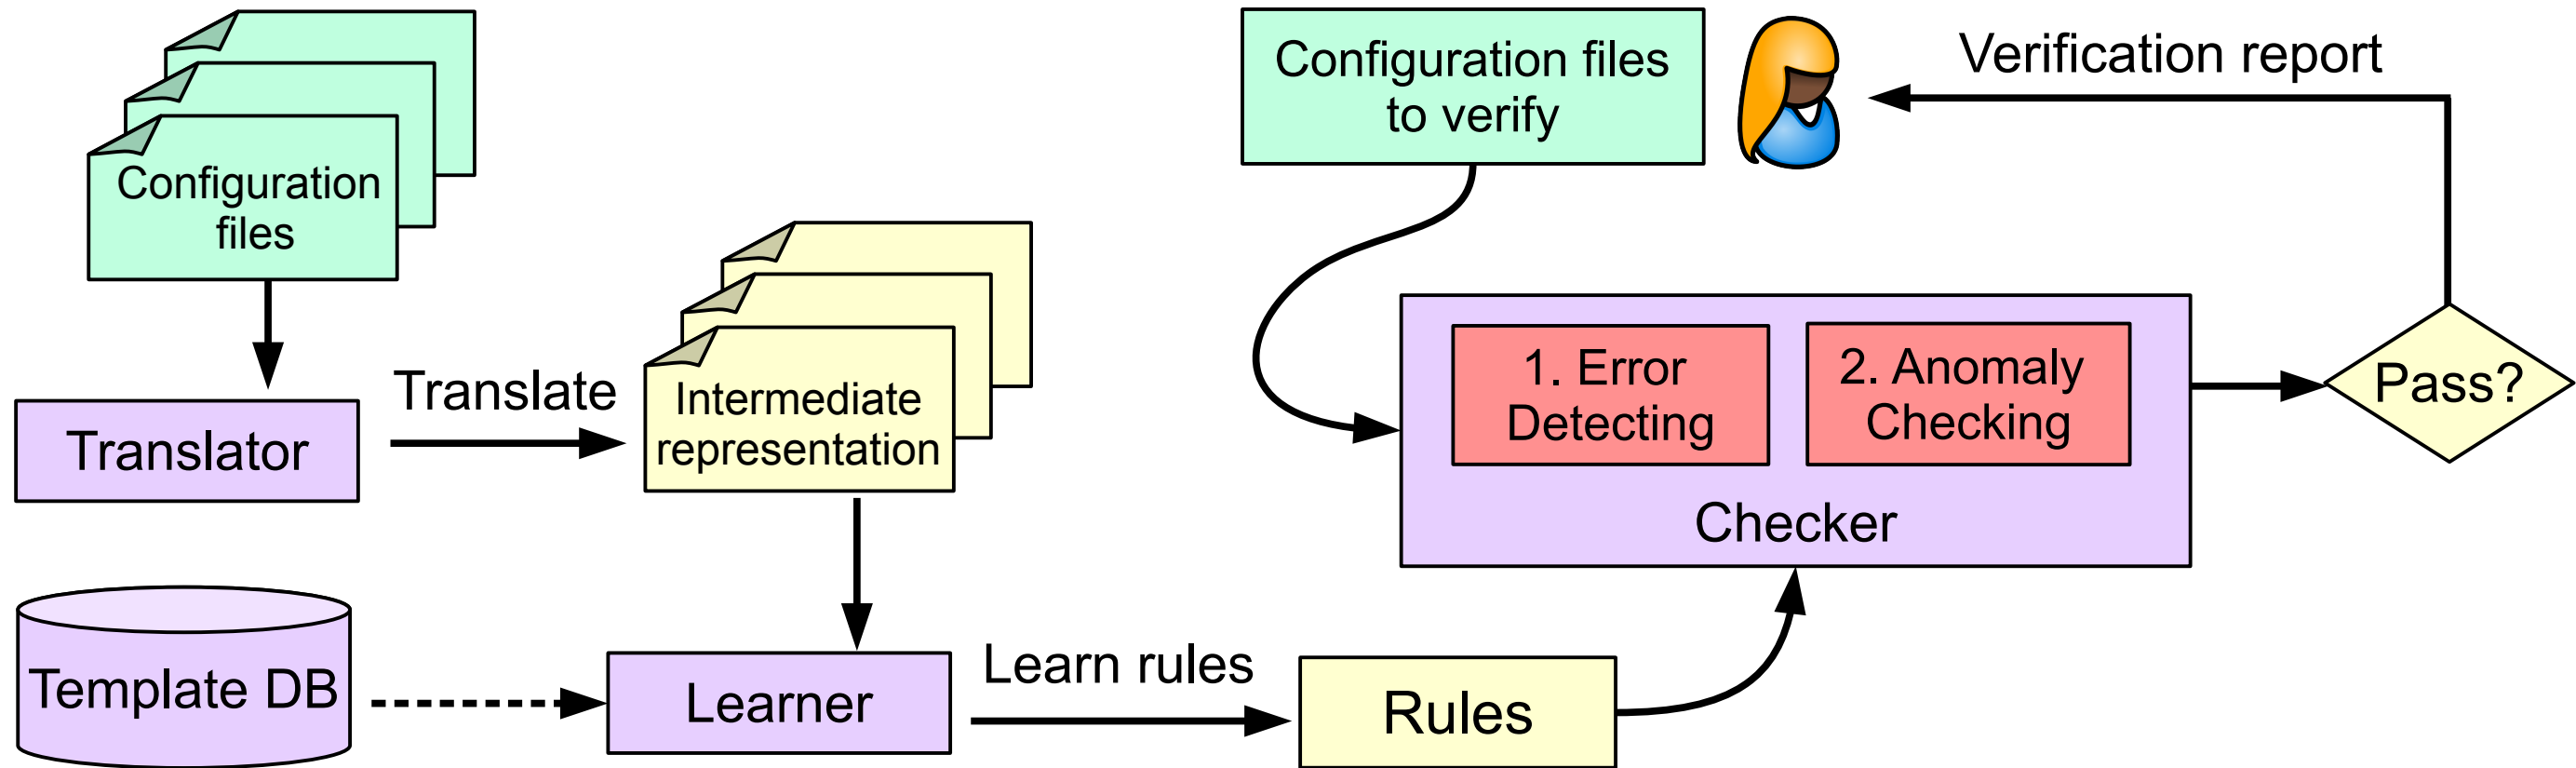 Configuration
files
Configuration files
to verify
Verification report
Translate
Intermediate
representation
Translator
1. Error
Detecting
2. Anomaly
Checking
Checker
Pass?
Template DB
Learner
Learn rules
Rules